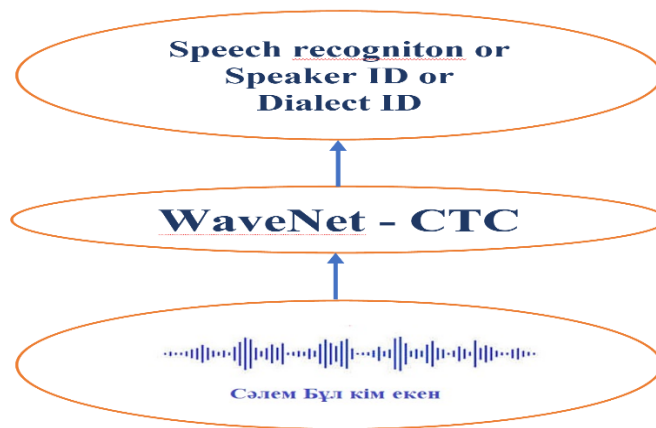 Speech recogniton or
Speaker ID or
Dialect ID
WaveNet - CTC
Сәлем Бұл кім екен